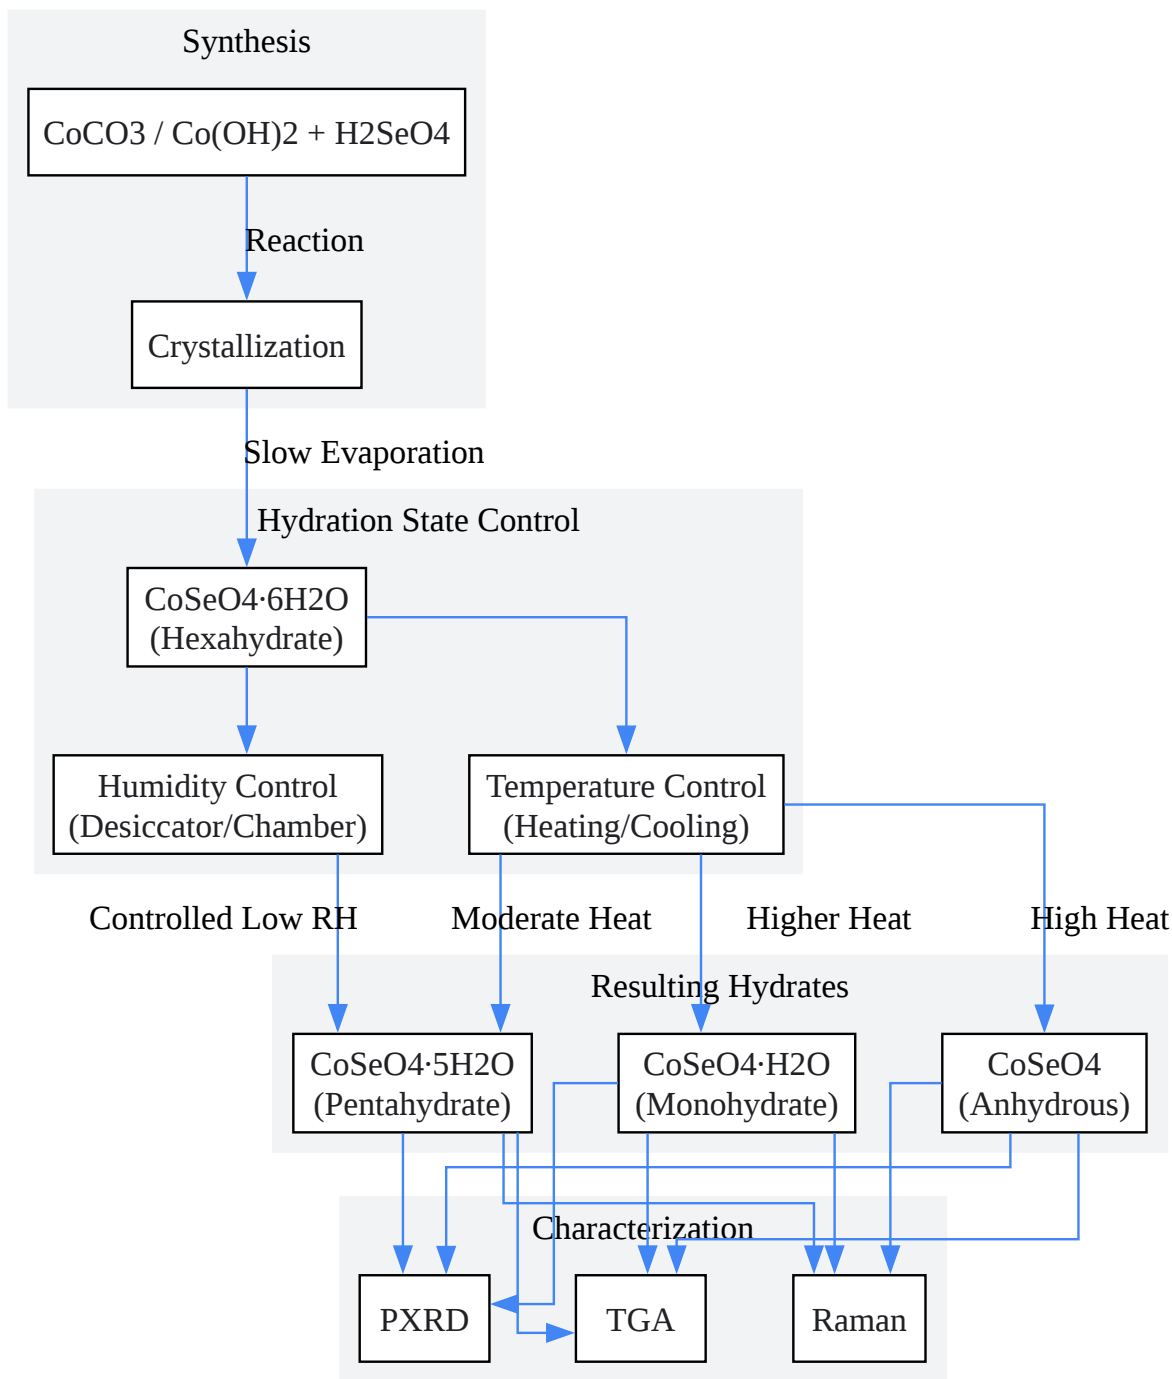 Synthesis
CoCO3 / Co(OH)2 + H2SeO4
Reaction
Crystallization
Slow Evaporation
Hydration State Control
CoSeO4·6H2O
(Hexahydrate)
Humidity Control
(Desiccator/Chamber)
Temperature Control
(Heating/Cooling)
Controlled Low RH
Moderate Heat
Higher Heat
High Heat
Resulting Hydrates
CoSeO4·5H2O
(Pentahydrate)
CoSeO4·H2O
(Monohydrate)
CoSeO4
(Anhydrous)
Characterization
PXRD
TGA
Raman